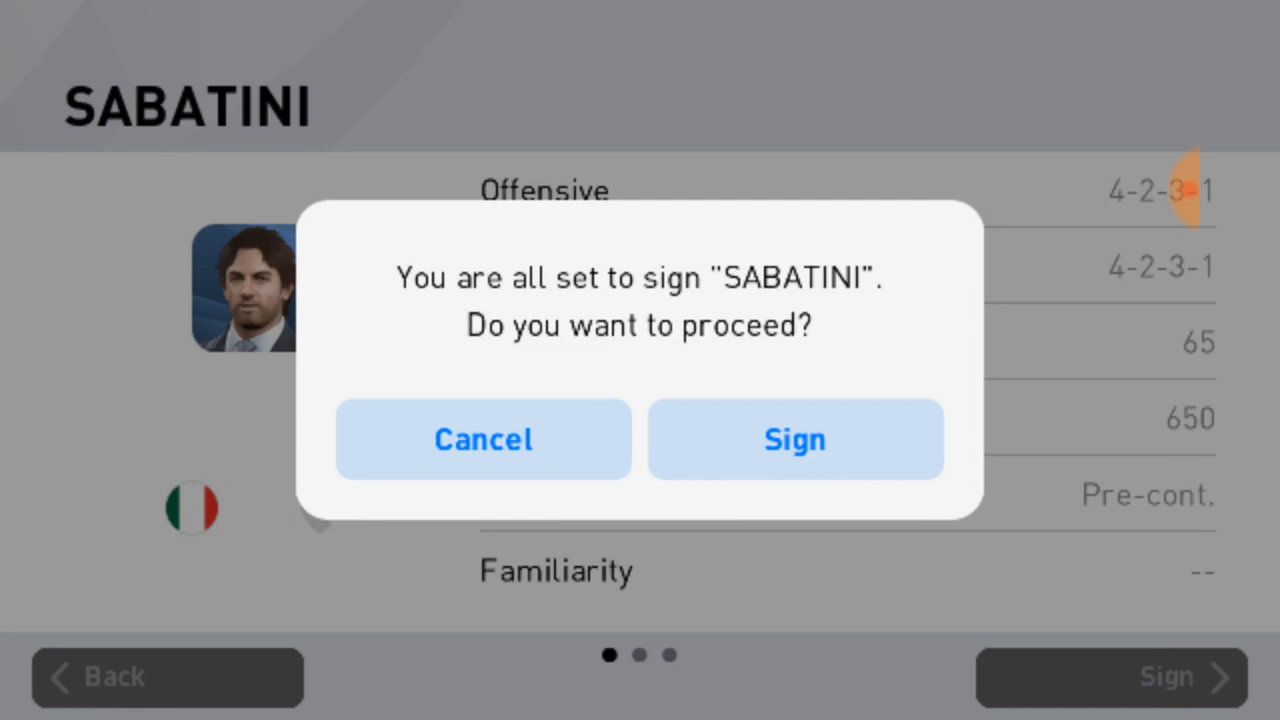 SABATINI
Offensive
4-2-3-1
You are all set to sign "SABATINI".
Do you want to proceed?
4-2-3-1
65
650
Cancel
Sign
Pre-cont.
Familiarity
--
Back
Sign